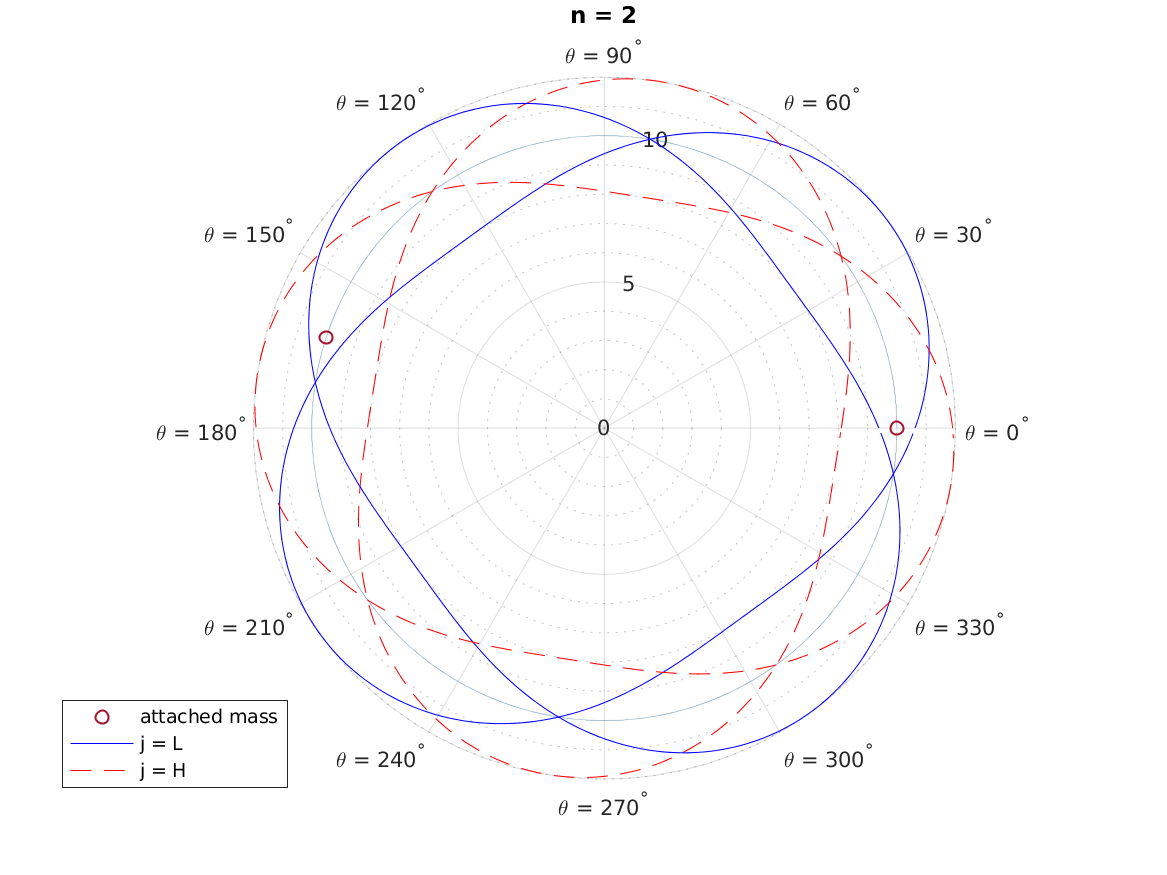 n = 2
θ = 90°
θ = 120°
θ = 60°
10
θ = 150°
θ = 30°
5
θ = 180°
0
θ = 0°
θ = 210°
θ = 330°
attached mass
j = L
j = H
θ = 240°
θ = 300°
θ = 270°